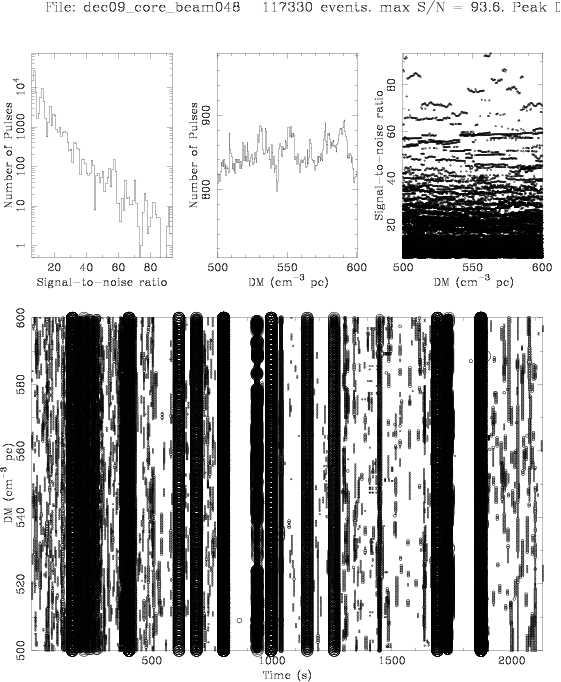 File: dec09_core_beam048 117330 events. max S/N = 93.6. Peak D
Number of Pulses
1 10 100 1000 10⁴
20 40 60 80
Signal−to−noise ratio
Number of Pulses
800 900
500 550 600
DM (cm⁻³ pc)
Signal−to−noise ratio
20 40 60 80
500 550 600
DM (cm⁻³ pc)
DM (cm⁻³ pc)
500 520 540 560 580 600
500 1000 1500 2000
Time (s)